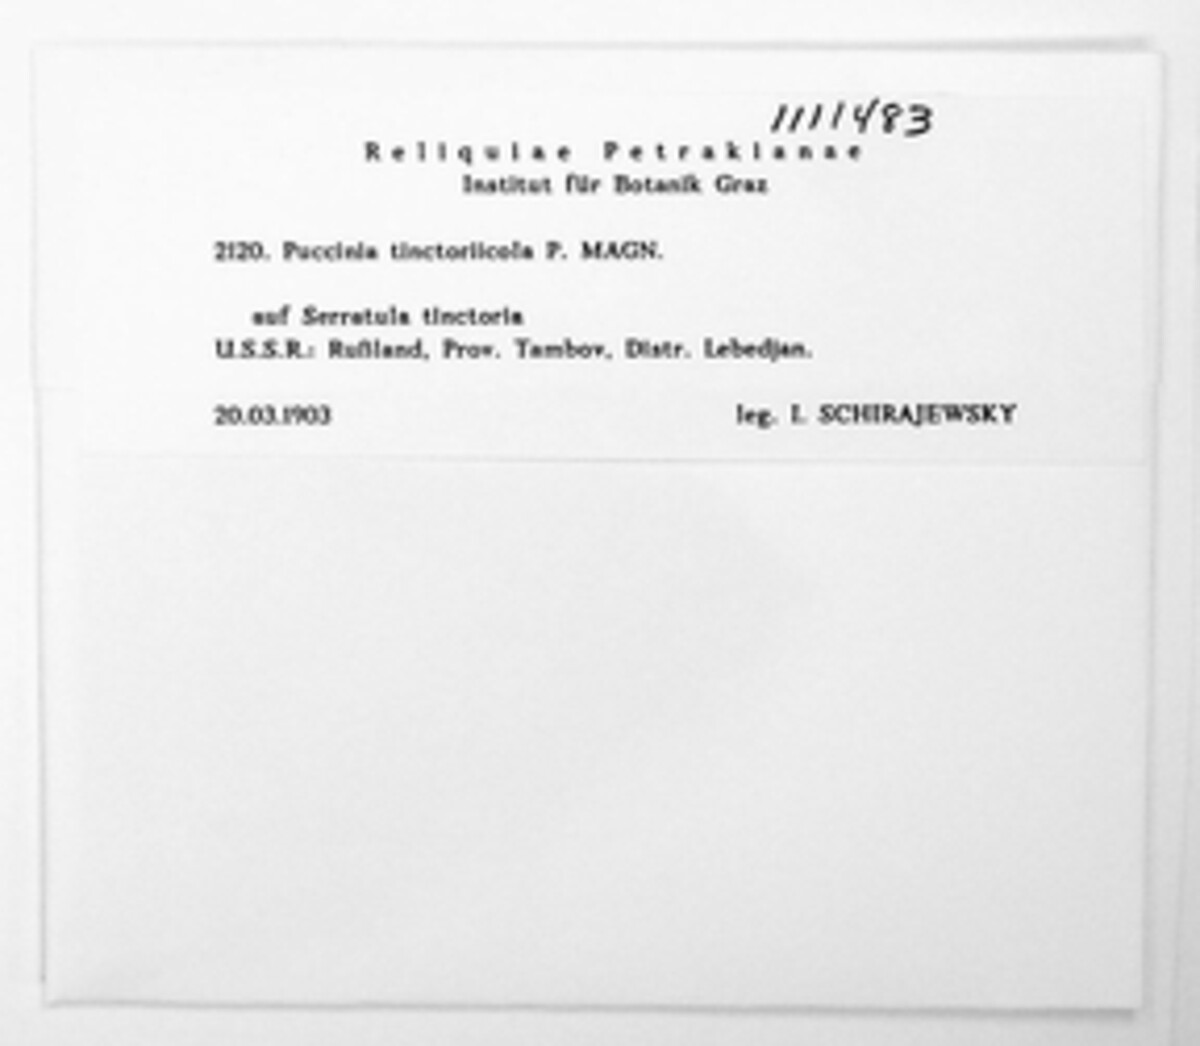 1111483
Reliquiae Petrakianae
Institut für Botanik Graz
2120. Puccinia tinctoriicola P. MAGN.
auf Serratula tinctoria
U.S.S.R.: Rußland, Prov. Tambov, Distr. Lebedjan.
20.03.1903 leg. I. SCHIRAJEWSKY